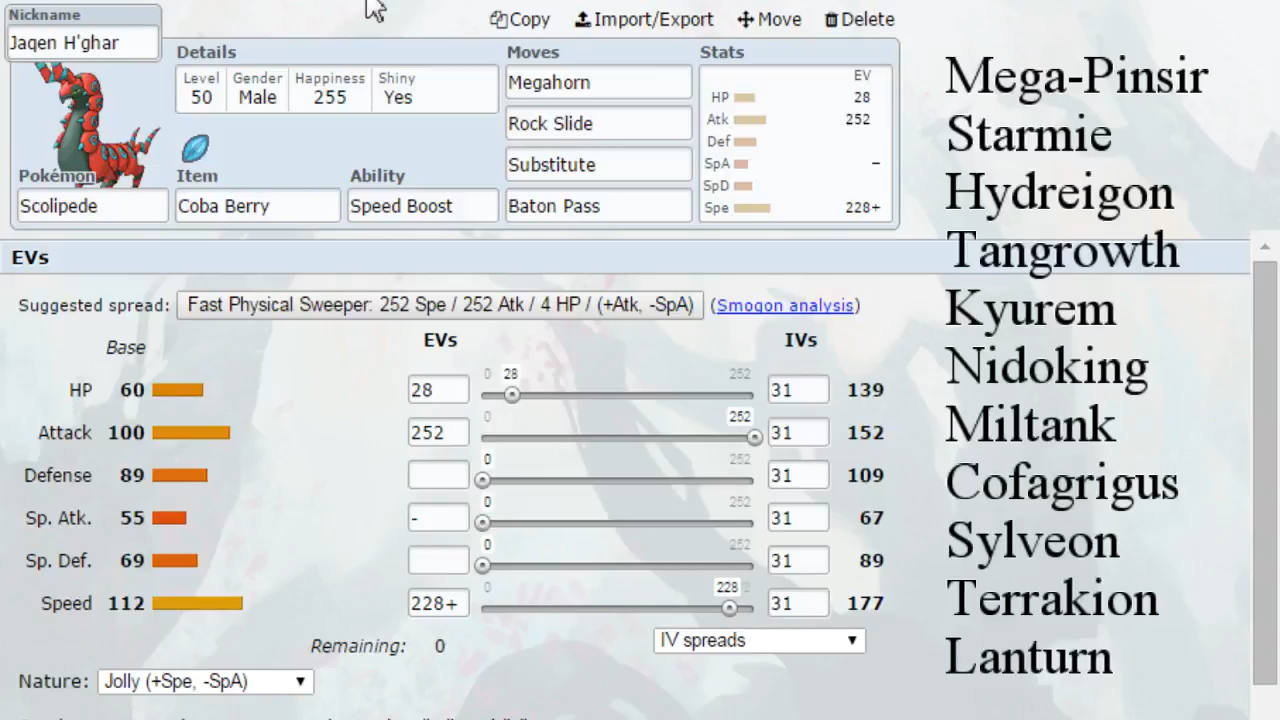 Nickname
Jaqen H'ghar
Copy Import/Export Move Delete
Details
Level Gender Happiness Shiny
50 Male 255 Yes
Pokémon
Scolipede
Item
Coba Berry
Ability
Speed Boost
Moves
Megahorn
Rock Slide
Substitute
Baton Pass
Stats
EV
HP 28
Atk 252
Def
SpA –
SpD
Spe 228+
EVs
Suggested spread: Fast Physical Sweeper: 252 Spe / 252 Atk / 4 HP / (+Atk, -SpA) (Smogon analysis)
Base EVs IVs
HP 60 28 0 28 252 31 139
Attack 100 252 0 252 31 152
Defense 89 0 252 31 109
Sp. Atk. 55 - 0 252 31 67
Sp. Def. 69 0 252 31 89
Speed 112 228+ 0 228 31 177
Remaining: 0 IV spreads
Nature: Jolly (+Spe, -SpA)
Mega-Pinsir
Starmie
Hydreigon
Tangrowth
Kyurem
Nidoking
Miltank
Cofagrigus
Sylveon
Terrakion
Lanturn